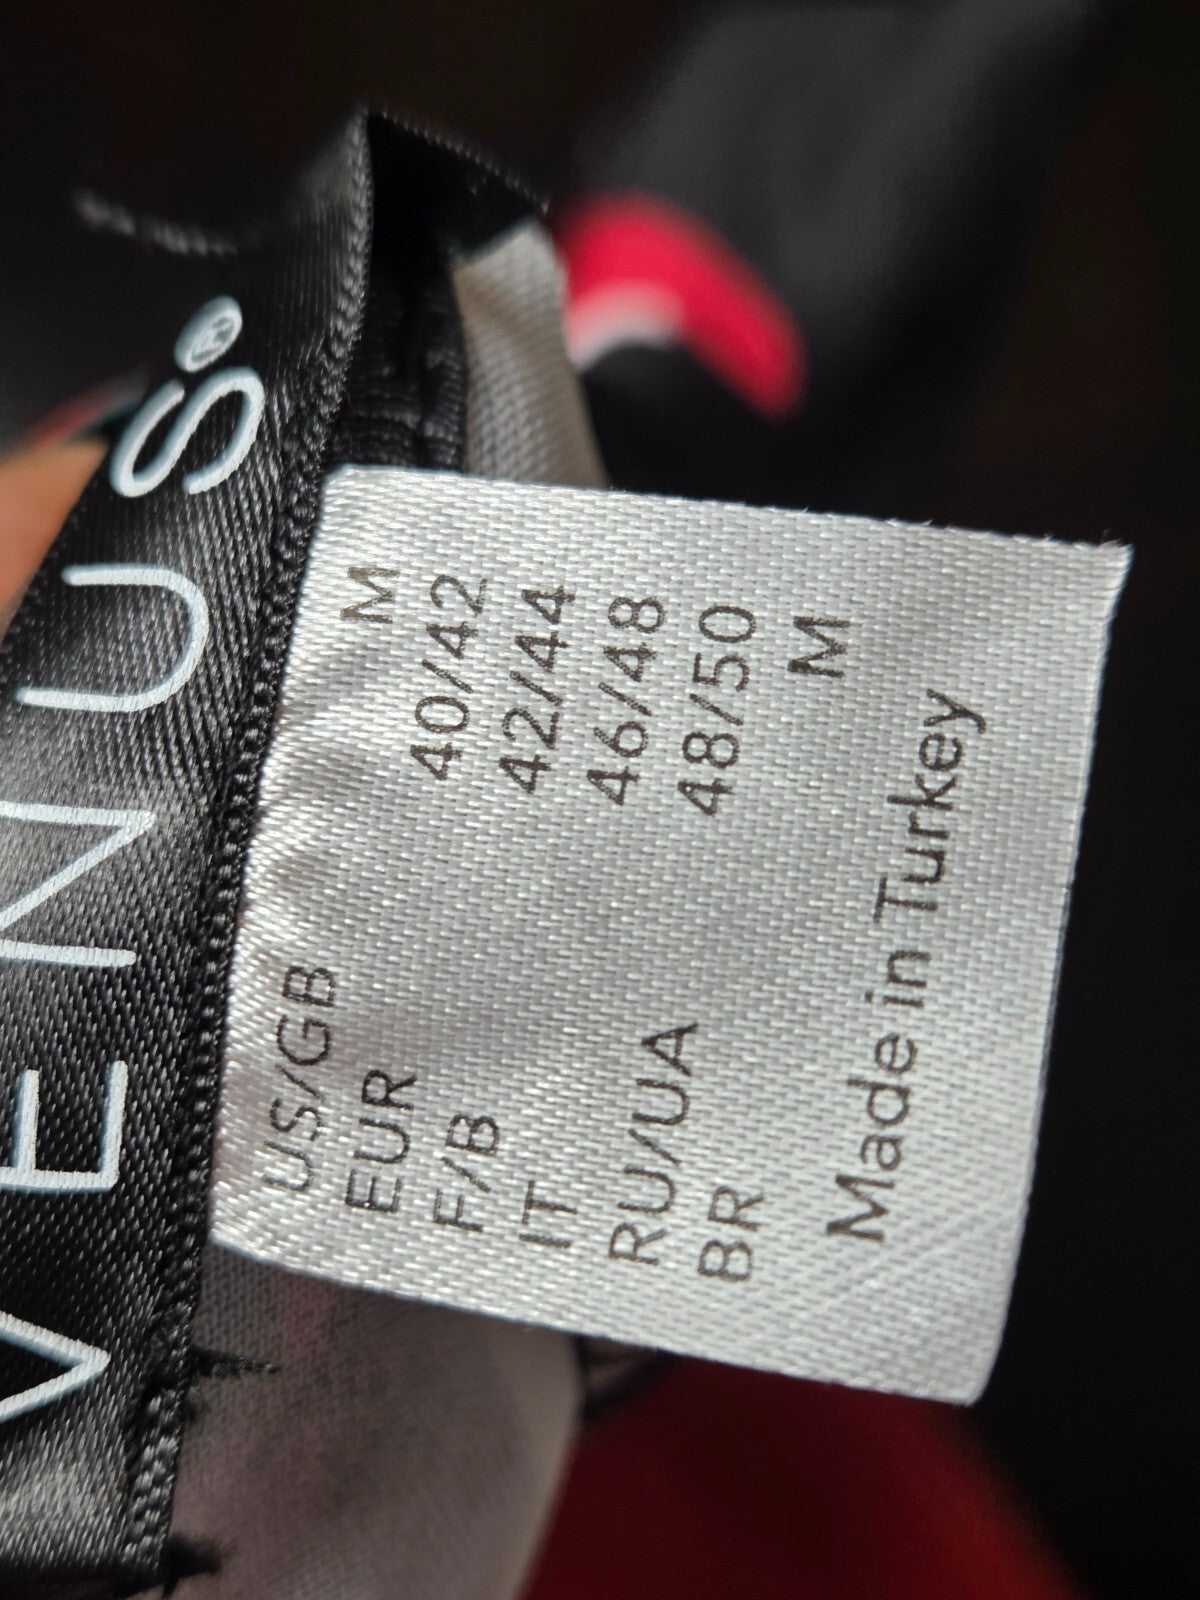 VENUS®
US/GB M
EUR 40/42
F/B 42/44
IT 46/48
RU/UA 48/50
BR M
Made in Turkey